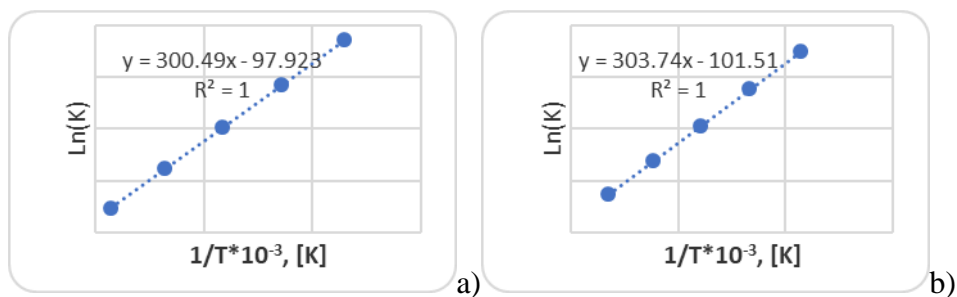 y = 300.49x - 97.923
R² = 1
Ln(K)
1/T*10⁻³, [K]
a)
y = 303.74x - 101.51
R² = 1
Ln(K)
1/T*10⁻³, [K]
b)